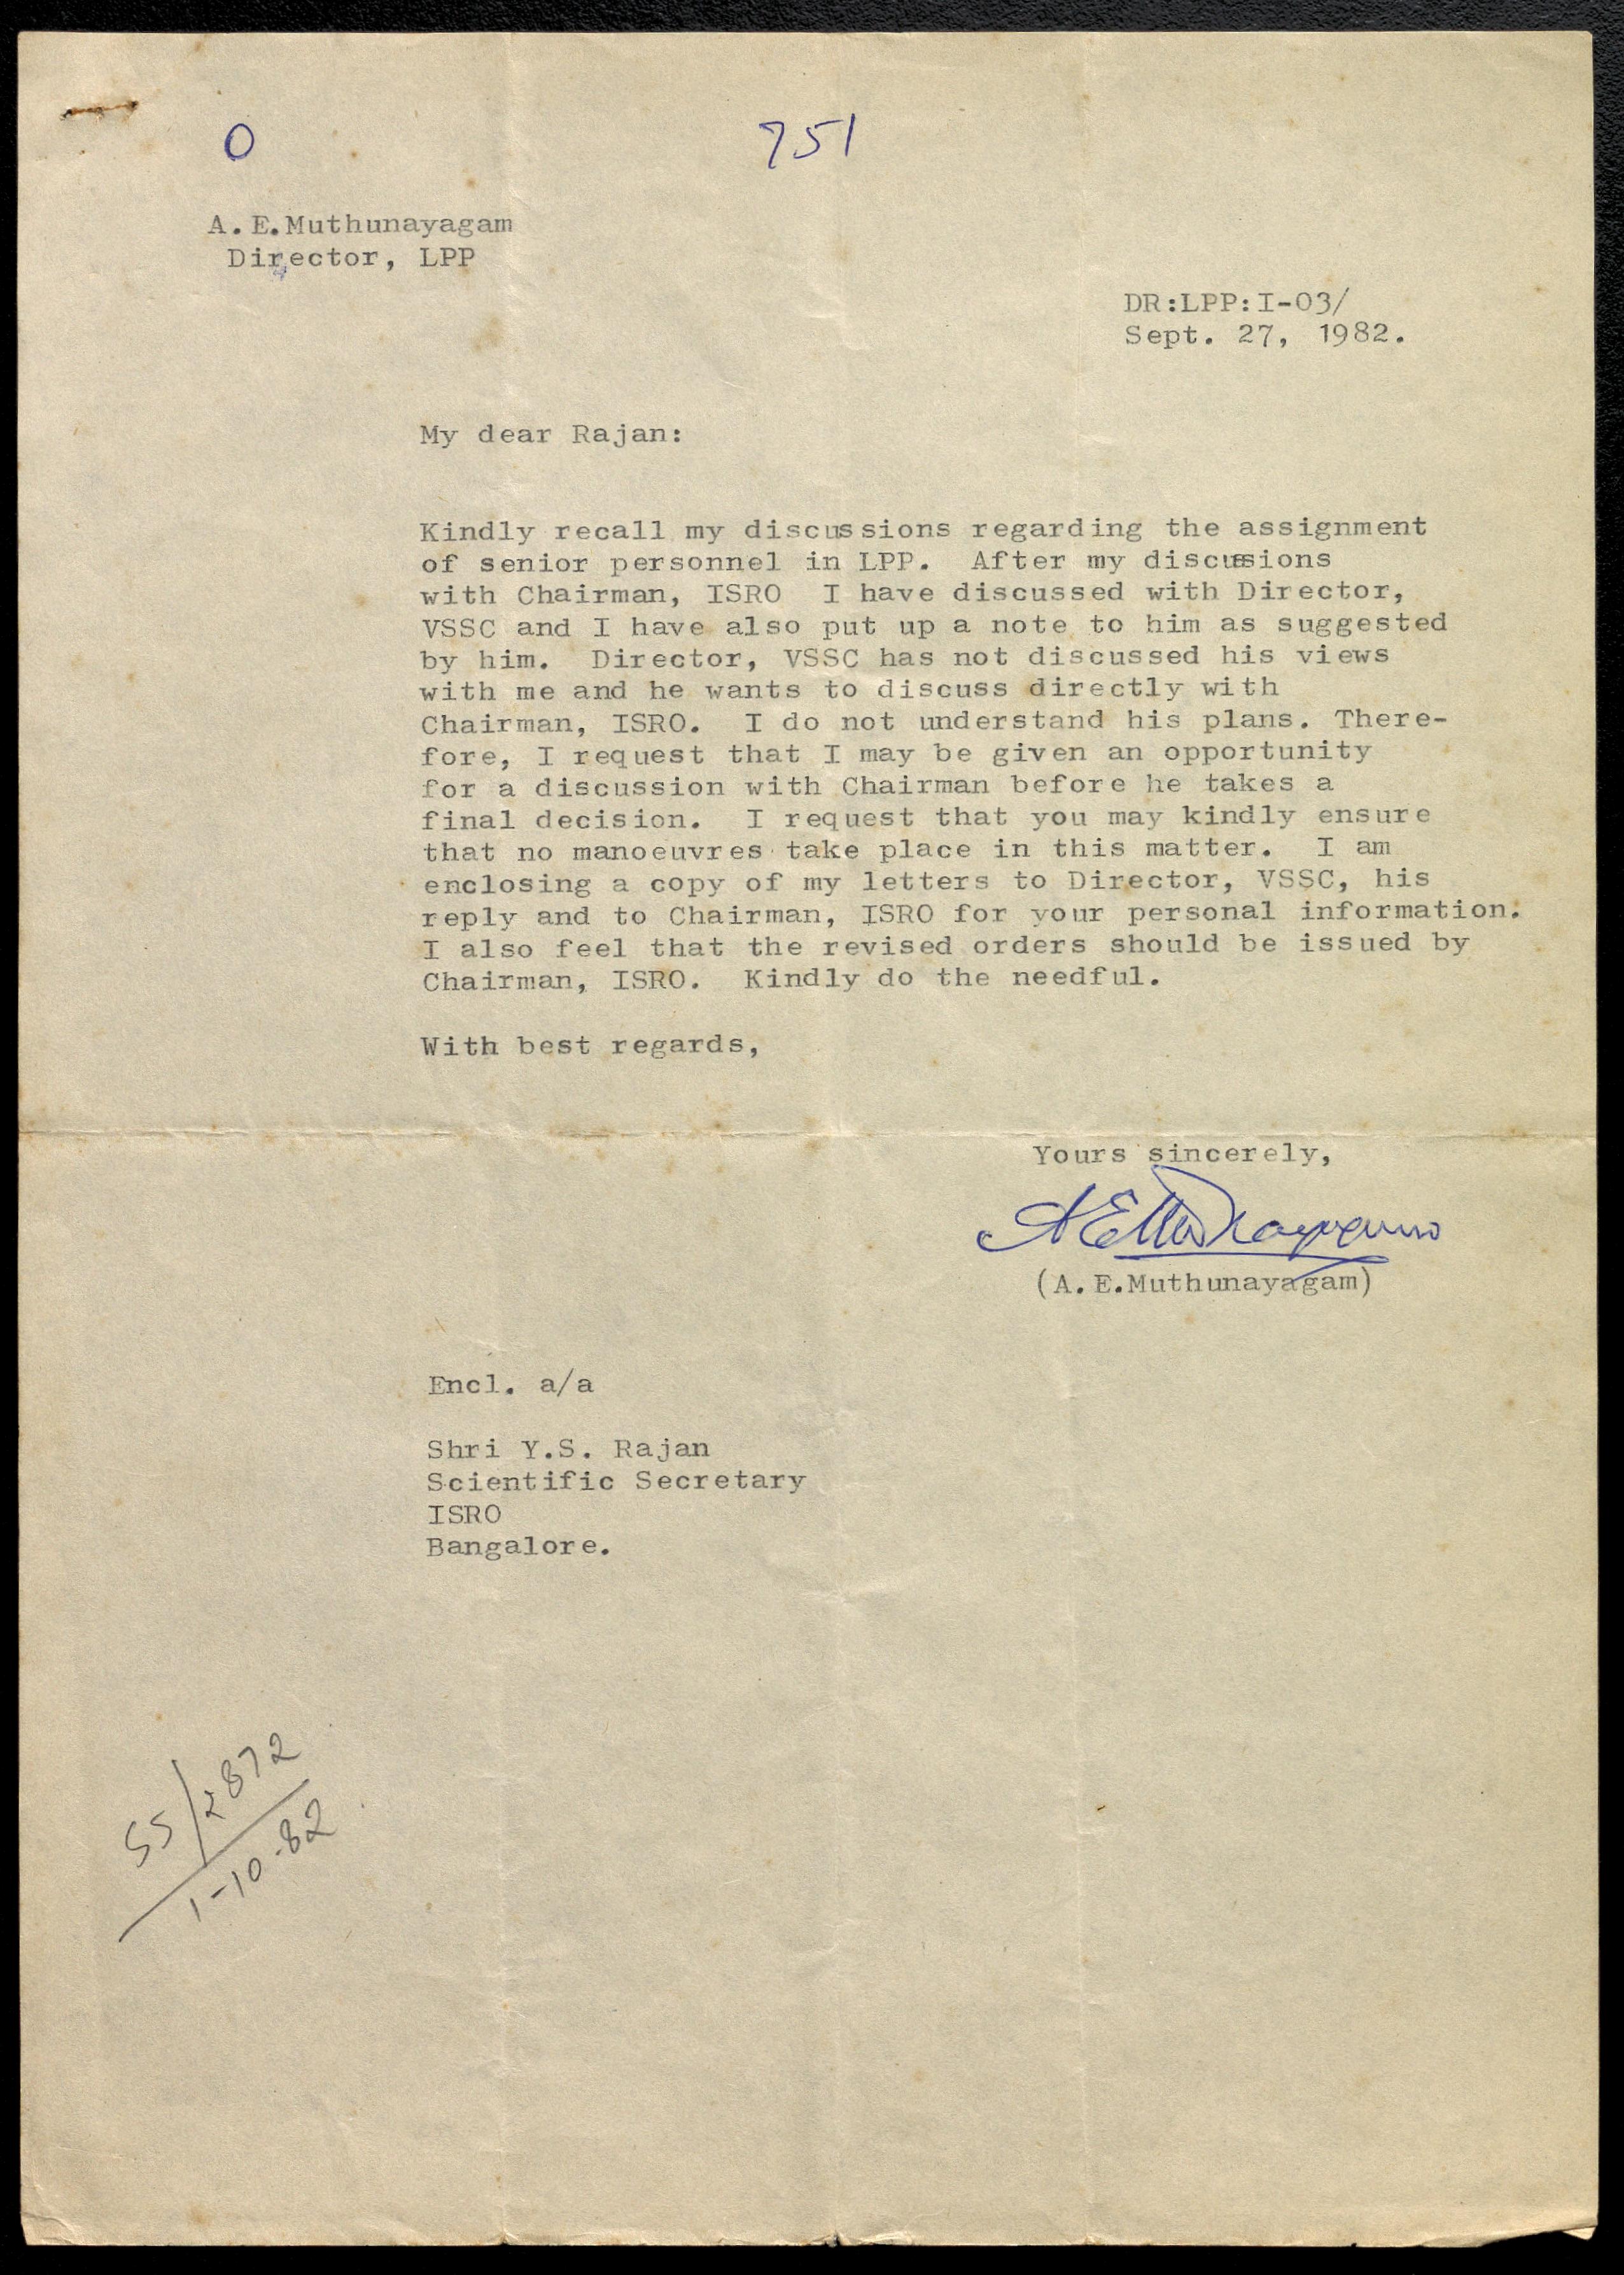 O 751
A.E.Muthunayagam
Director, LPP
DR:LPP:I-03/
Sept. 27, 1982.
My dear Rajan:
Kindly recall my discussions regarding the assignment
of senior personnel in LPP. After my discussions
with Chairman, ISRO I have discussed with Director,
VSSC and I have also put up a note to him as suggested
by him. Director, VSSC has not discussed his views
with me and he wants to discuss directly with
Chairman, ISRO. I do not understand his plans. There-
fore, I request that I may be given an opportunity
for a discussion with Chairman before he takes a
final decision. I request that you may kindly ensure
that no manoeuvres take place in this matter. I am
enclosing a copy of my letters to Director, VSSC, his
reply and to Chairman, ISRO for your personal information.
I also feel that the revised orders should be issued by
Chairman, ISRO. Kindly do the needful.
With best regards,
Yours sincerely,
AEMuthunayagam
(A.E.Muthunayagam)
Encl. a/a
Shri Y.S. Rajan
Scientific Secretary
ISRO
Bangalore.
SS/2872
1-10-82